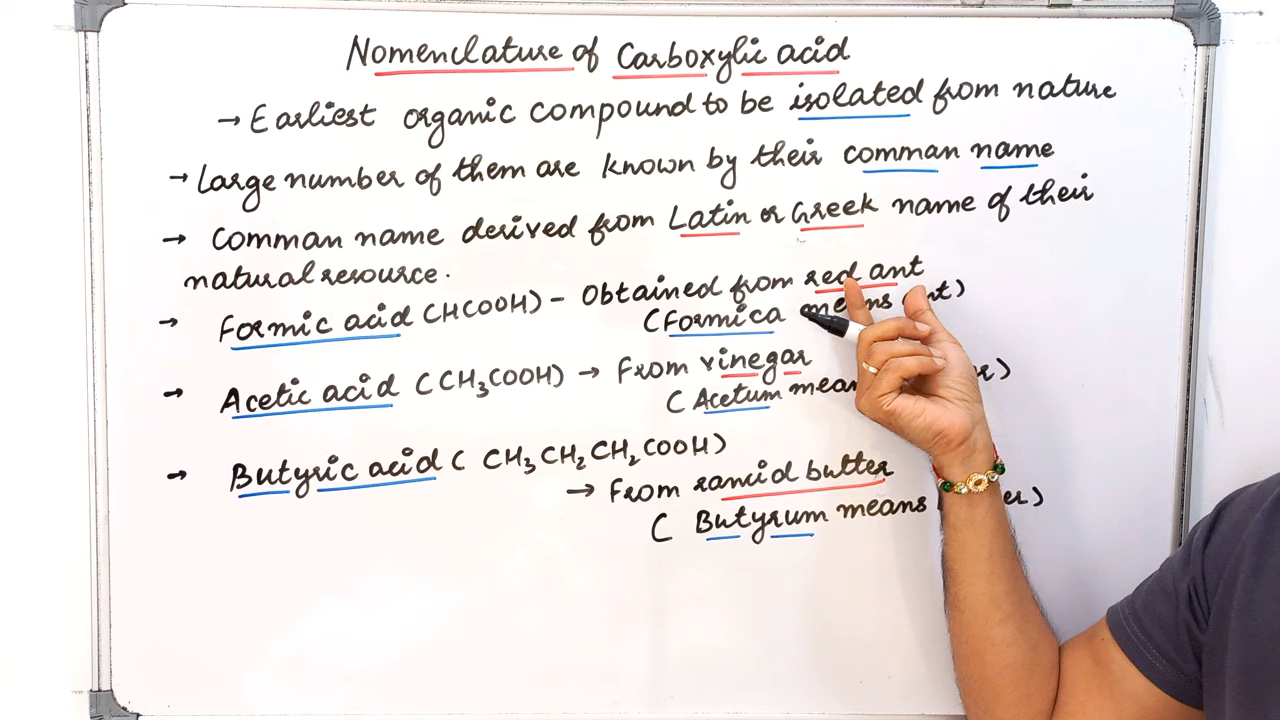 Nomenclature of Carboxylic acid
→ Earliest organic compound to be isolated from nature
→ Large number of them are known by their comman name
→ Comman name derived from Latin or Greek name of their
natural resource.
→ Formic acid CHCOOH) - Obtained from red ant
(Formica means
→ Acetic acid (CH₃COOH) → From vinegar
( Acetum
→ Butyric acid ( CH₃CH₂CH₂COOH)
→ From rancid butter
( Butyrum means